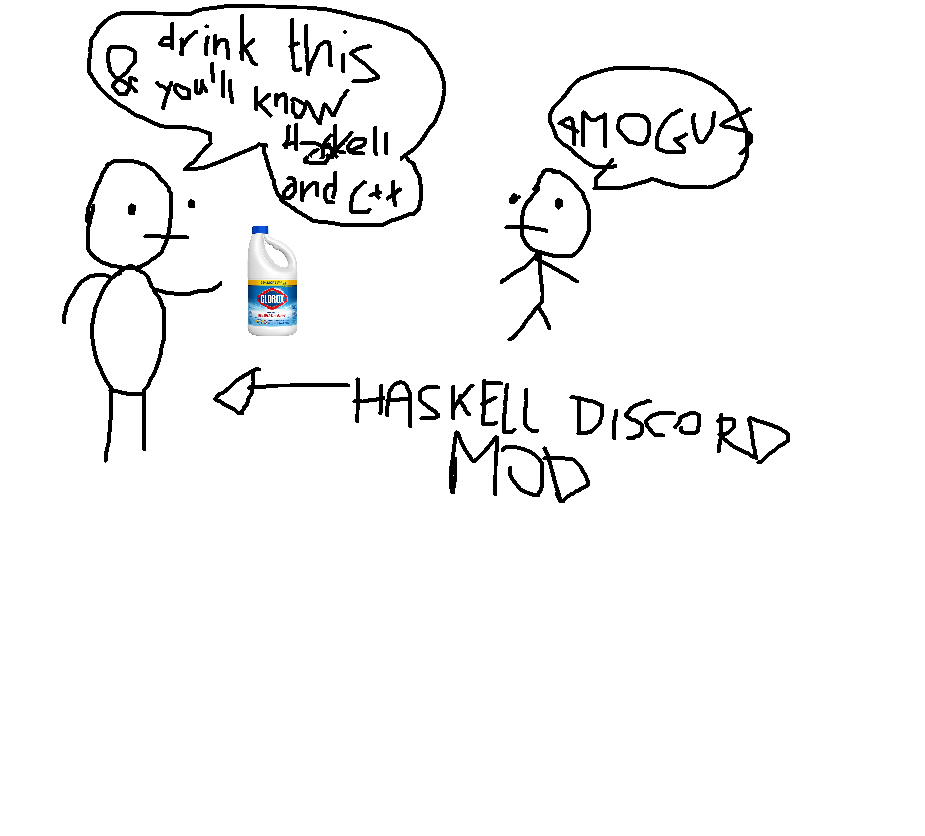 drink this
& you'll know
Haskell
and C++
AMOGUS
CLOROX
HASKELL DISCORD
MOD